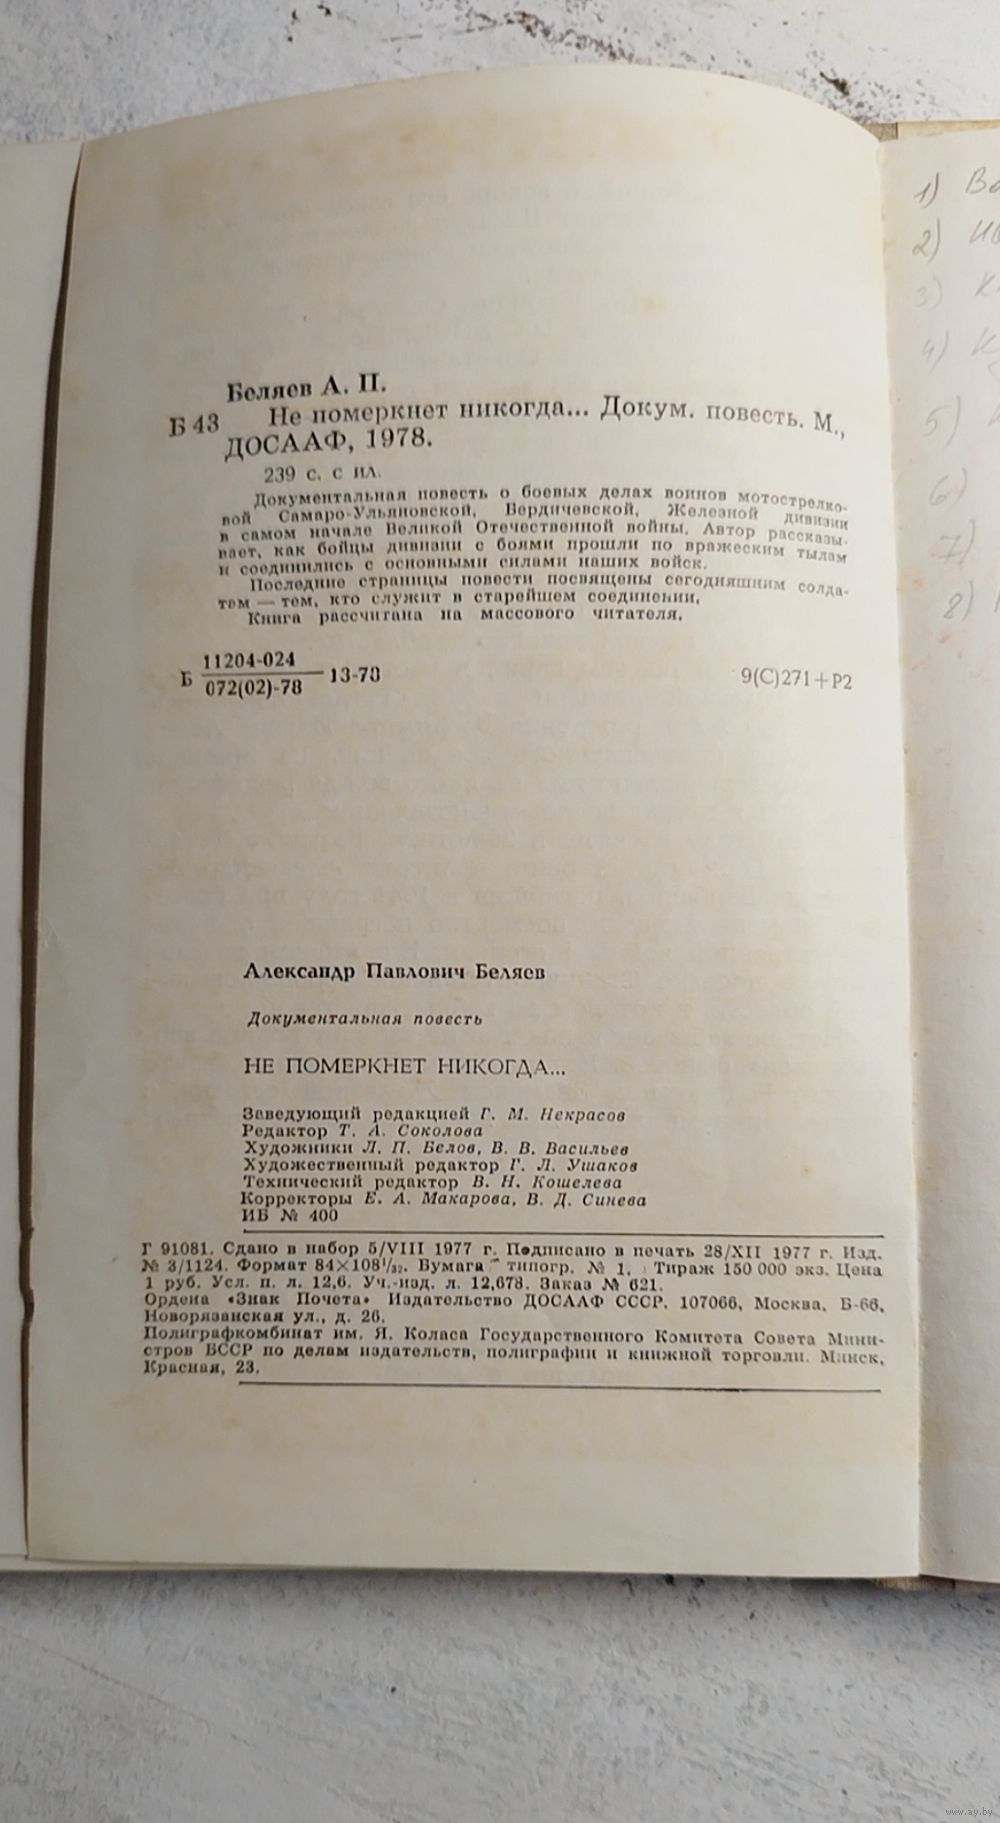 Беляев А. П.
Б 43 Не померкнет никогда... Докум. повесть. М.,
ДОСААФ, 1978.
239 с. с ил.
Документальная повесть о боевых делах воинов мотострелко-
вой Самаро-Ульяновской, Бердичевской, Железной дивизии
в самом начале Великой Отечественной войны. Автор рассказы-
вает, как бойцы дивизии с боями прошли по вражеским тылам
и соединились с основными силами наших войск.
Последние страницы повести посвящены сегодняшним солда-
там — тем, кто служит в старейшем соединении.
Книга рассчитана на массового читателя.
Б 11204-024
072(02)-78 13-78 9(С)271+Р2
Александр Павлович Беляев
Документальная повесть
НЕ ПОМЕРКНЕТ НИКОГДА...
Заведующий редакцией Г. М. Некрасов
Редактор Т. А. Соколова
Художники Л. П. Белов, В. В. Васильев
Художественный редактор Г. Л. Ушаков
Технический редактор В. Н. Кошелева
Корректоры Е. А. Макарова, В. Д. Синева
ИБ № 400
Г 91081. Сдано в набор 5/VIII 1977 г. Подписано в печать 28/XII 1977 г. Изд.
№ 3/1124. Формат 84×108¹/₃₂. Бумага типогр. № 1. Тираж 150 000 экз. Цена
1 руб. Усл. п. л. 12,6. Уч.-изд. л. 12,678. Заказ № 621.
Ордена «Знак Почета» Издательство ДОСААФ СССР. 107066, Москва, Б-66,
Новорязанская ул., д. 26.
Полиграфкомбинат им. Я. Коласа Государственного Комитета Совета Мини-
стров БССР по делам издательств, полиграфии и книжной торговли. Минск,
Красная, 23.
1)
2)
3)
4)
5)
6)
7)
8)
www.ay.by